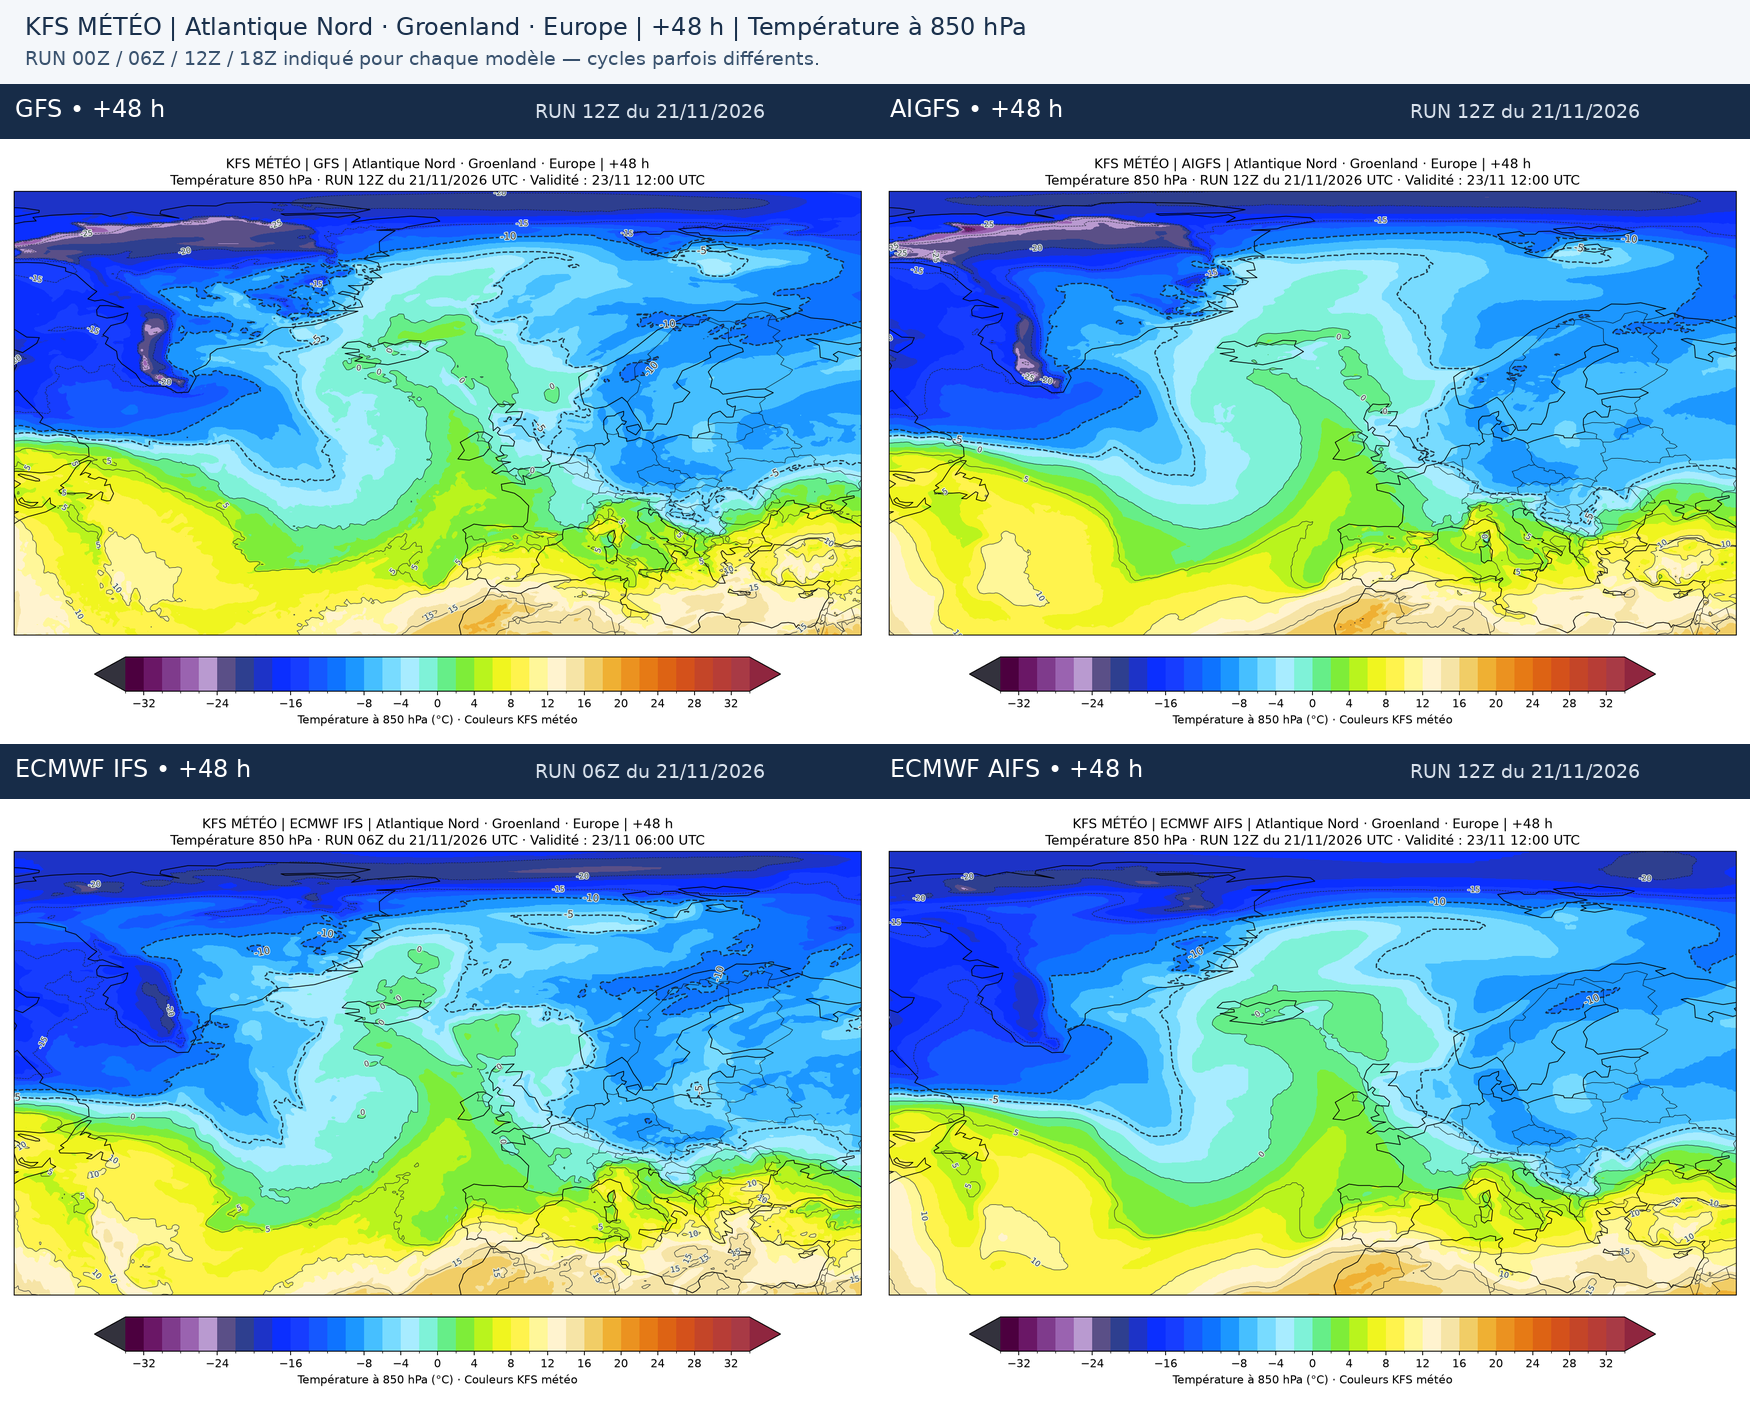 KFS MÉTÉO | Atlantique Nord · Groenland · Europe | +48 h | Température à 850 hPa
RUN 00Z / 06Z / 12Z / 18Z indiqué pour chaque modèle — cycles parfois différents.
GFS • +48 h
RUN 12Z du 21/11/2026
AIGFS • +48 h
RUN 12Z du 21/11/2026
KFS MÉTÉO | GFS | Atlantique Nord · Groenland · Europe | +48 h
Température 850 hPa · RUN 12Z du 21/11/2026 UTC · Validité : 23/11 12:00 UTC
KFS MÉTÉO | AIGFS | Atlantique Nord · Groenland · Europe | +48 h
Température 850 hPa · RUN 12Z du 21/11/2026 UTC · Validité : 23/11 12:00 UTC
−32 −24 −16 −8 −4 0 4 8 12 16 20 24 28 32
Température à 850 hPa (°C) · Couleurs KFS météo
−32 −24 −16 −8 −4 0 4 8 12 16 20 24 28 32
Température à 850 hPa (°C) · Couleurs KFS météo
ECMWF IFS • +48 h
RUN 06Z du 21/11/2026
ECMWF AIFS • +48 h
RUN 12Z du 21/11/2026
KFS MÉTÉO | ECMWF IFS | Atlantique Nord · Groenland · Europe | +48 h
Température 850 hPa · RUN 06Z du 21/11/2026 UTC · Validité : 23/11 06:00 UTC
KFS MÉTÉO | ECMWF AIFS | Atlantique Nord · Groenland · Europe | +48 h
Température 850 hPa · RUN 12Z du 21/11/2026 UTC · Validité : 23/11 12:00 UTC
−32 −24 −16 −8 −4 0 4 8 12 16 20 24 28 32
Température à 850 hPa (°C) · Couleurs KFS météo
−32 −24 −16 −8 −4 0 4 8 12 16 20 24 28 32
Température à 850 hPa (°C) · Couleurs KFS météo